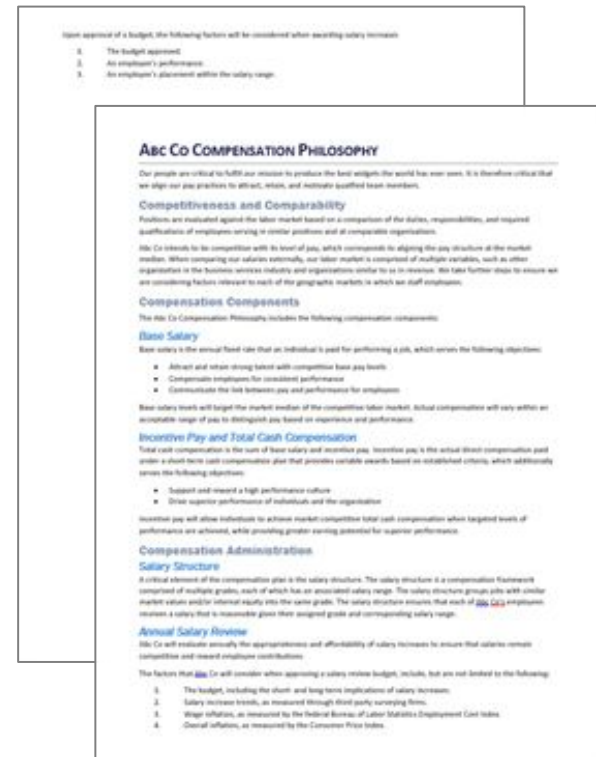 Upon approval of a budget, the following factors will be considered when awarding salary increases:
1. The budget approved.
2. An employee's performance.
3. An employee's placement within the salary range.
ABC CO COMPENSATION PHILOSOPHY
Our people are critical to fulfill our mission to produce the best widgets the world has ever seen. It is therefore critical that
we align our pay practices to attract, retain, and motivate qualified team members.
Competitiveness and Comparability
Positions are evaluated against the labor market based on a comparison of the duties, responsibilities, and required
qualifications of employees serving in similar positions and at comparable organizations.
Abc Co intends to be competitive with its level of pay, which corresponds to aligning the pay structure at the market
median. When comparing our salaries externally, our labor market is comprised of multiple variables, such as other
organization in the business services industry and organizations similar to us in revenue. We take further steps to ensure we
are considering factors relevant to each of the geographic markets in which we staff employees.
Compensation Components
The Abc Co Compensation Philosophy includes the following compensation components:
Base Salary
Base salary is the annual fixed rate that an individual is paid for performing a job, which serves the following objectives:
• Attract and retain strong talent with competitive base pay levels
• Compensate employees for consistent performance
• Communicate the link between pay and performance for employees
Base salary levels will target the market median of the competitive labor market. Actual compensation will vary within an
acceptable range of pay to distinguish pay based on experience and performance.
Incentive Pay and Total Cash Compensation
Total cash compensation is the sum of base salary and incentive pay. Incentive pay is the actual direct compensation paid
under a short-term cash compensation plan that provides variable awards based on established criteria, which additionally
serves the following objectives:
• Support and reward a high performance culture
• Drive superior performance of individuals and the organization
Incentive pay will allow individuals to achieve market competitive total cash compensation when targeted levels of
performance are achieved, while providing greater earning potential for superior performance.
Compensation Administration
Salary Structure
A critical element of the compensation plan is the salary structure. The salary structure is a compensation framework
comprised of multiple grades, each of which has an associated salary range. The salary structure groups jobs with similar
market values and/or internal equity into the same grade. The salary structure ensures that each of Abc Co's employees
receives a salary that is reasonable given their assigned grade and corresponding salary range.
Annual Salary Review
Abc Co will evaluate annually the appropriateness and affordability of salary increases to ensure that salaries remain
competitive and reward employee contributions.
The factors that Abc Co will consider when approving a salary review budget, include, but are not limited to the following:
1. The budget, including the short- and long-term implications of salary increases.
2. Salary increase trends, as measured through third party surveying firms.
3. Wage inflation, as measured by the Federal Bureau of Labor Statistics Employment Cost Index.
4. Overall inflation, as measured by the Consumer Price Index.